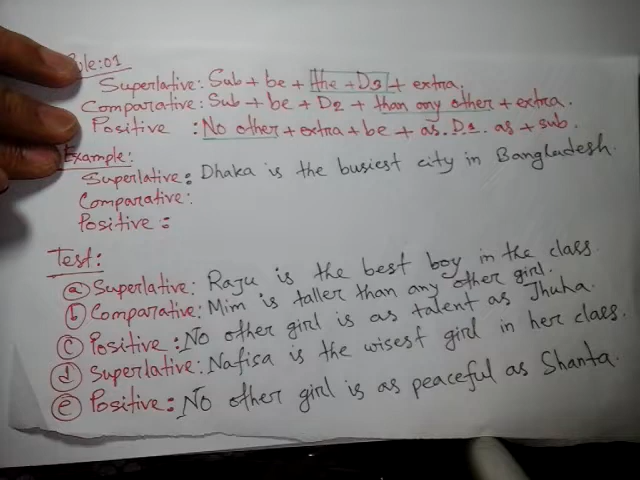 Rule:01
Superlative: Sub + be + the + D3 + extra.
Comparative: Sub + be + D2 + than any other + extra.
Positive : No other + extra + be + as. D1. as + sub.
Example:
Superlative: Dhaka is the busiest city in Bangladesh.
Comparative:
Positive :
Test:
(a) Superlative: Raju is the best boy in the class.
(b) Comparative: Mim is taller than any other girl.
(c) Positive : No other girl is as talent as Jhuha.
(d) Superlative: Nafisa is the wisest girl in her class.
(e) Positive: No other girl is as peaceful as Shanta.